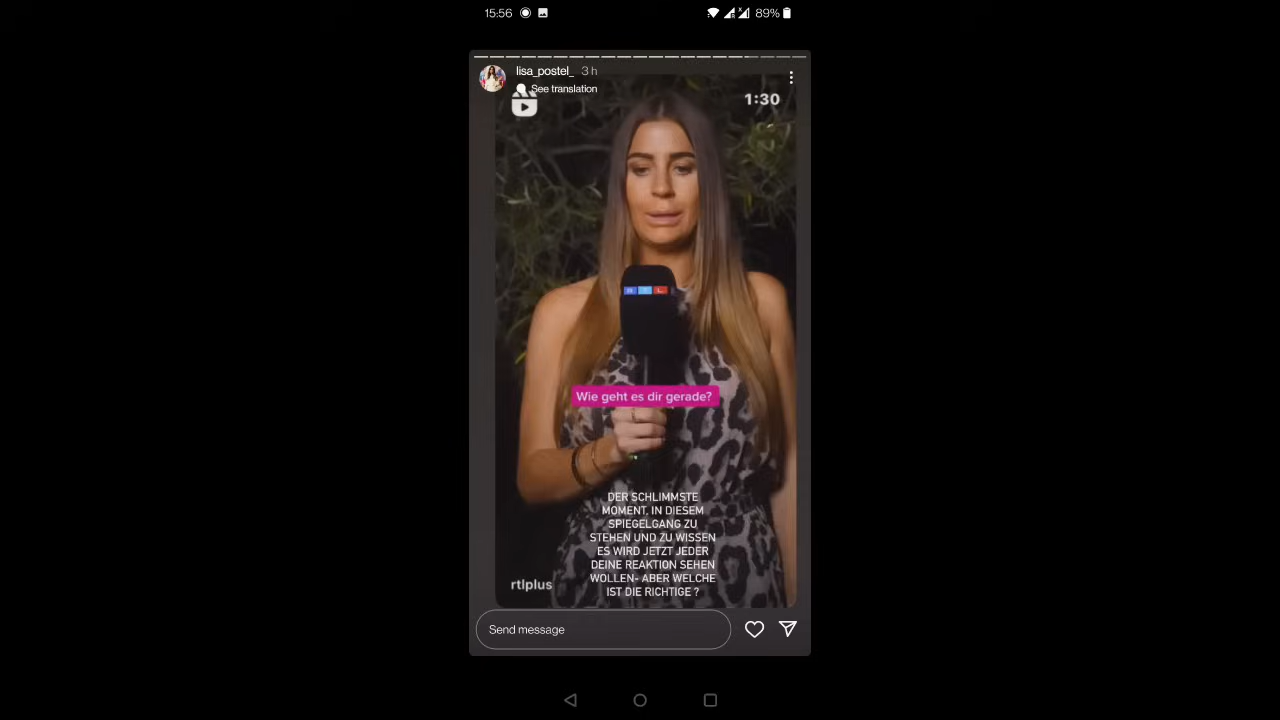 15:56
89%
lisa_postel_ 3 h
See translation
1:30
Wie geht es dir gerade?
DER SCHLIMMSTE
MOMENT, IN DIESEM
SPIEGELGANG ZU
STEHEN UND ZU WISSEN
ES WIRD JETZT JEDER
DEINE REAKTION SEHEN
WOLLEN- ABER WELCHE
IST DIE RICHTIGE ?
rtlplus
Send message